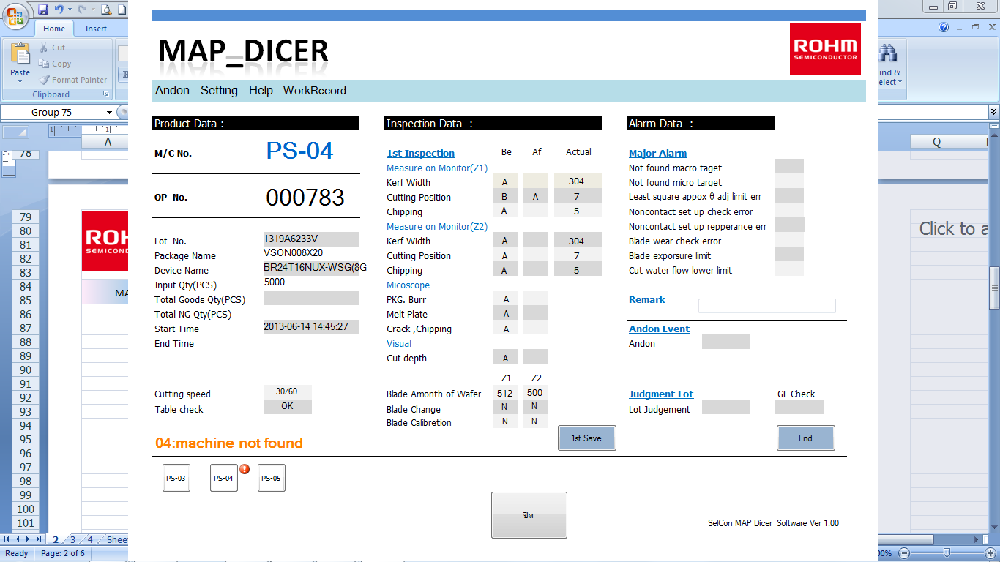 Home Insert
Cut
Copy
Format Painter
Paste
Clipboard
Find &
Select
Group 75
A
Q
MAP_DICER
ROHM
SEMICONDUCTOR
Andon Setting Help WorkRecord
Product Data :-
M/C No. PS-04
OP No. 000783
Lot No. 1319A6233V
Package Name VSON008X20
Device Name BR24T16NUX-WSG(8G
Input Qty(PCS) 5000
Total Goods Qty(PCS)
Total NG Qty(PCS)
Start Time 2013-06-14 14:45:27
End Time
Cutting speed 30/60
Table check OK
04:machine not found
Inspection Data :-
1st Inspection Be Af Actual
Measure on Monitor(Z1)
Kerf Width A 304
Cutting Position B A 7
Chipping A 5
Measure on Monitor(Z2)
Kerf Width A 304
Cutting Position A 7
Chipping A 5
Micoscope
PKG. Burr A
Melt Plate A
Crack ,Chipping A
Visual
Cut depth A
Z1 Z2
Blade Amonth of Wafer 512 500
Blade Change N N
Blade Calibretion N N
1st Save
Alarm Data :-
Major Alarm
Not found macro taget
Not found micro target
Least square appox θ adj limit err
Noncontact set up check error
Noncontact set up repperance err
Blade wear check error
Blade exporsure limit
Cut water flow lower limit
Remark
Andon Event
Andon
Judgment Lot GL Check
Lot Judgement
End
PS-03 PS-04 PS-05
ปิด
SelCon MAP Dicer Software Ver 1.00
78
79
80
81
82
83
84
85
86
87
88
89
90
91
92
93
94
95
96
97
98
99
100
101
ROH
SEMICOND
MA
Click to a
2 3 4 Shee
Ready Page: 2 of 6
00%